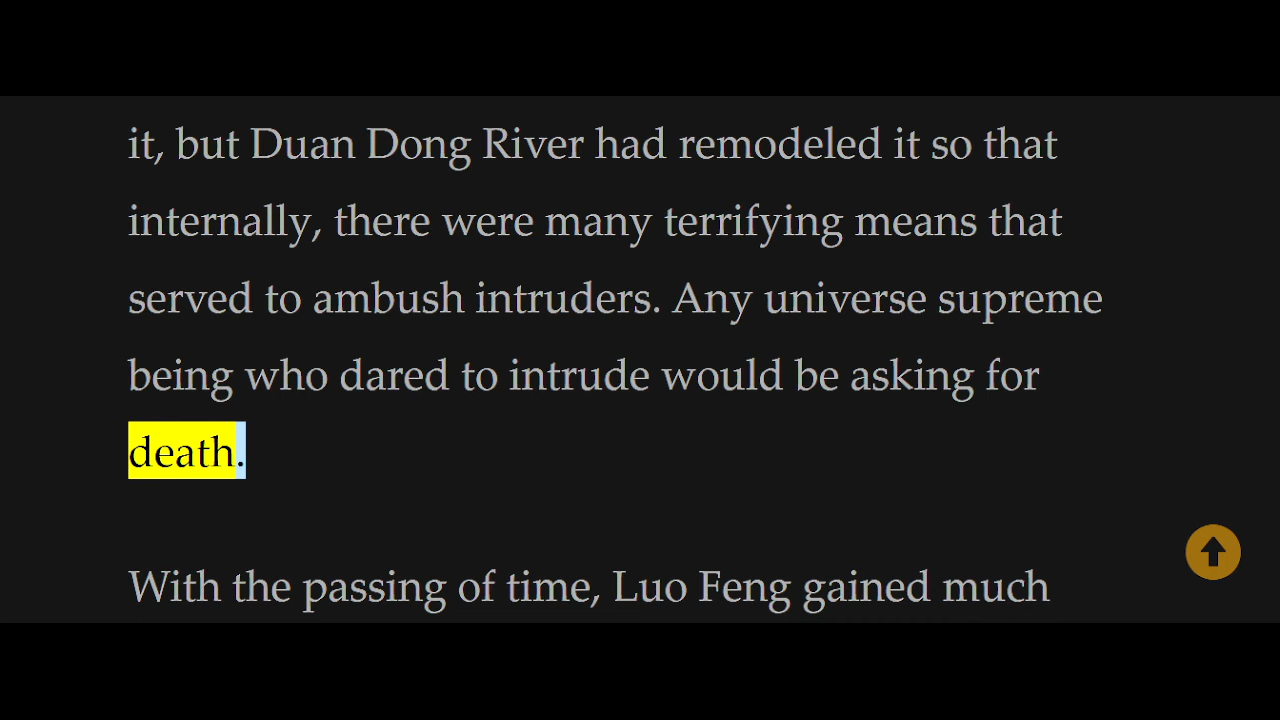 it, but Duan Dong River had remodeled it so that
internally, there were many terrifying means that
served to ambush intruders. Any universe supreme
being who dared to intrude would be asking for
death.
With the passing of time, Luo Feng gained much